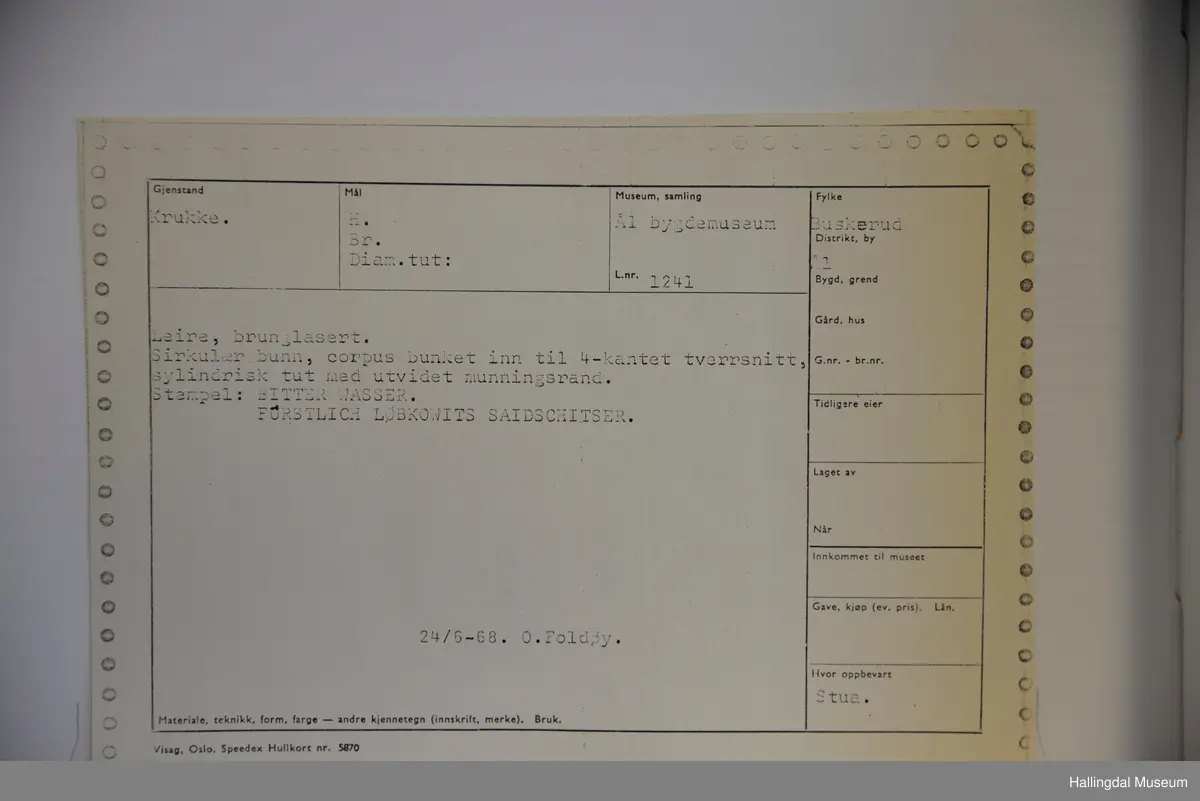 Gjenstand
Krukke.
Mål
H.
Br.
Diam.tut:
Museum, samling
Ål bygdemuseum
L.nr. 1241
Fylke
Buskerud
Distrikt, by
Ål
Bygd, grend
Gård, hus
G.nr. - br.nr.
Tidligere eier
Laget av
Når
Innkommet til museet
Gave, kjøp (ev. pris). Lån.
Hvor oppbevart
Stua.
Leire, brunglasert.
Sirkulær bunn, corpus bunket inn til 4-kantet tverrsnitt,
sylindrisk tut med utvidet munningsrand.
Stempel: BITTER WASSER.
FÜRSTLICH LOBKOWITS SAIDSCHITSER.
24/6-68. O.Foldøy.
Materiale, teknikk, form, farge — andre kjennetegn (innskrift, merke). Bruk.
Visag, Oslo. Speedex Hullkort nr. 5870
Hallingdal Museum